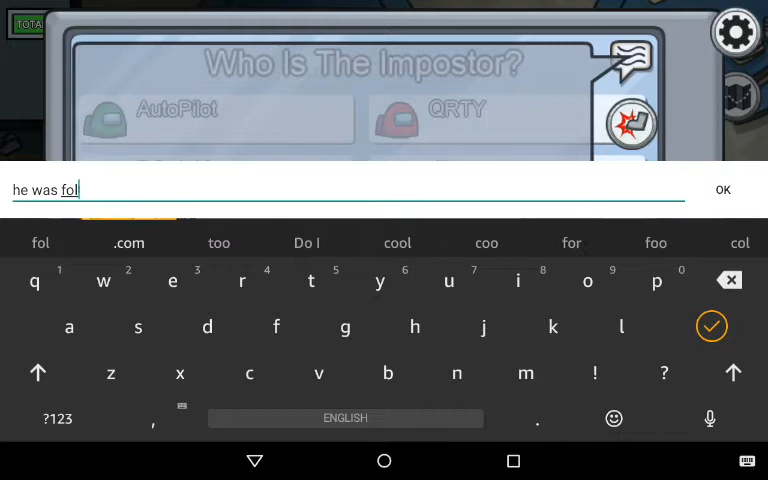 TOTA
Who Is The Impostor?
AutoPilot
QRTY
he was fol
OK
fol .com too Do I cool coo for foo col
1 2 3 4 5 6 7 8 9 0
q w e r t y u i o p
a s d f g h j k l
z x c v b n m ! ?
?123 , ENGLISH .